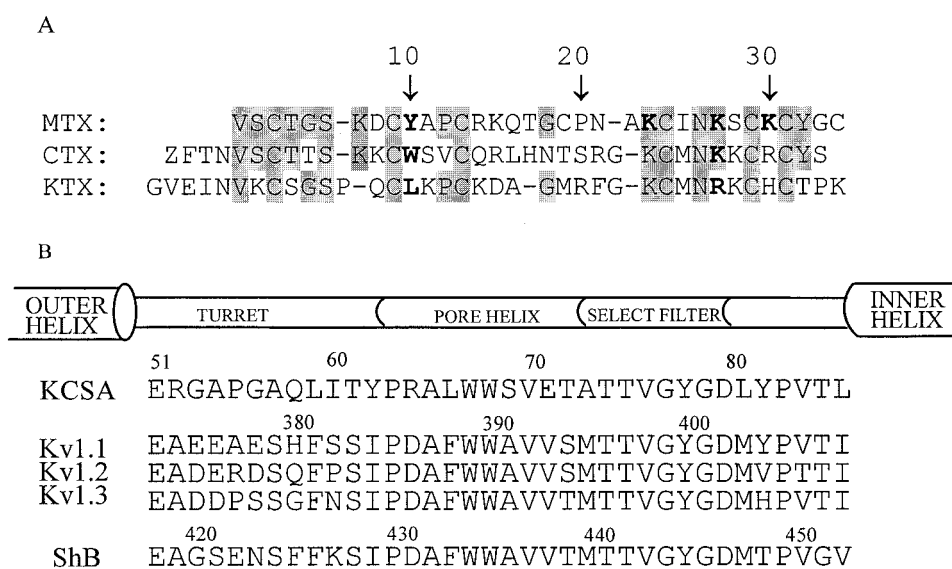 A
10 20 30
MTX: VSCTGS-KDCYAPCRKQTGCPN-AKCINKSCKCYGC
CTX: ZFTNVSCTTS-KKCWSVCQRLHNTSRG-KCMNKKCRCYS
KTX: GVEINVKCSGSP-QCLKPCKDA-GMRFG-KCMNRKCHCTPK
B
OUTER HELIX TURRET PORE HELIX SELECT FILTER INNER HELIX
51 60 70 80
KCSA ERGAPGAQLITYPRALWWSVETATTVGYGDLYPVTL
380 390 400
Kv1.1 EAEEAESHFSSIPDAFWWAVVSMTTVGYGDMYPVTI
Kv1.2 EADERDSQFPSIPDAFWWAVVSMTTVGYGDMVPTTI
Kv1.3 EADDPSSGFNSIPDAFWWAVVTMTTVGYGDMHPVTI
420 430 440 450
ShB EAGSENSFFKSIPDAFWWAVVTMTTVGYGDMTPVGV